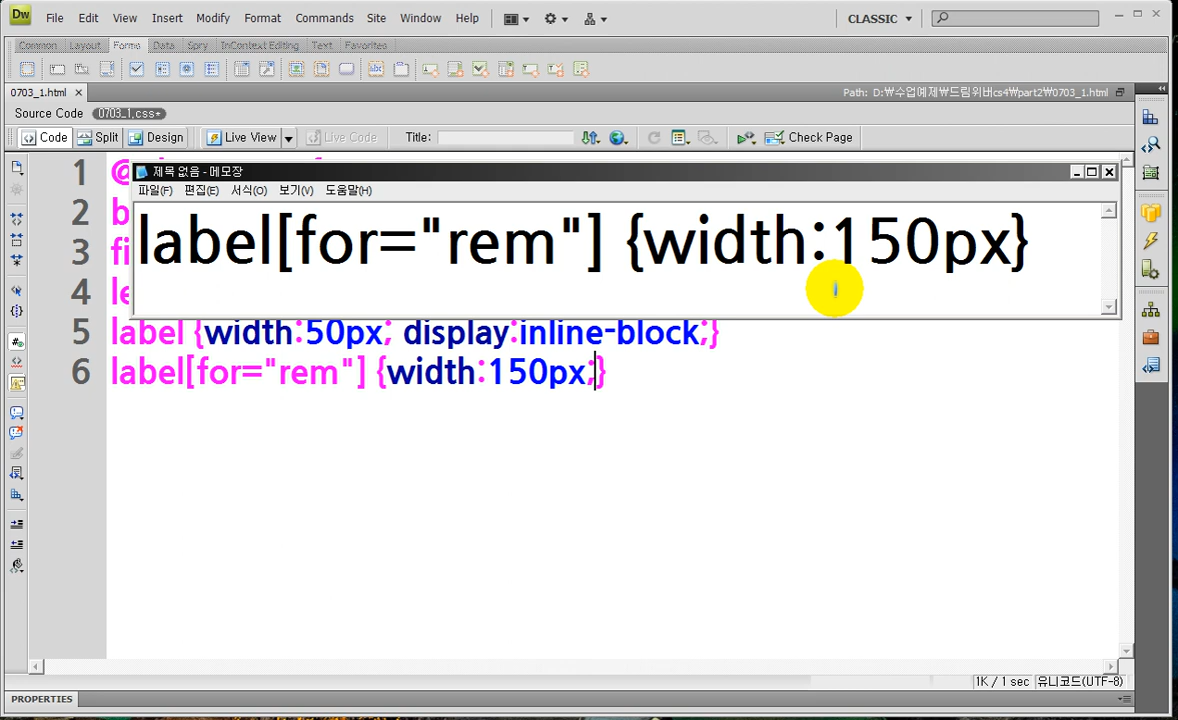 Dw File Edit View Insert Modify Format Commands Site Window Help CLASSIC
Common Layout Forms Data Spry InContext Editing Text Favorites
0703_1.html Path: D:₩수업예제₩드림위버cs4₩part2₩0703_1.html
Source Code 0703_1.css*
Code Split Design Live View Live Code Title: Check Page
제목 없음 - 메모장
파일(F) 편집(E) 서식(O) 보기(V) 도움말(H)
label[for="rem"] {width:150px}
1 @
2 b
3 fi
4 le
5 label {width:50px; display:inline-block;}
6 label[for="rem"] {width:150px;}
1K / 1 sec 유니코드(UTF-8)
PROPERTIES